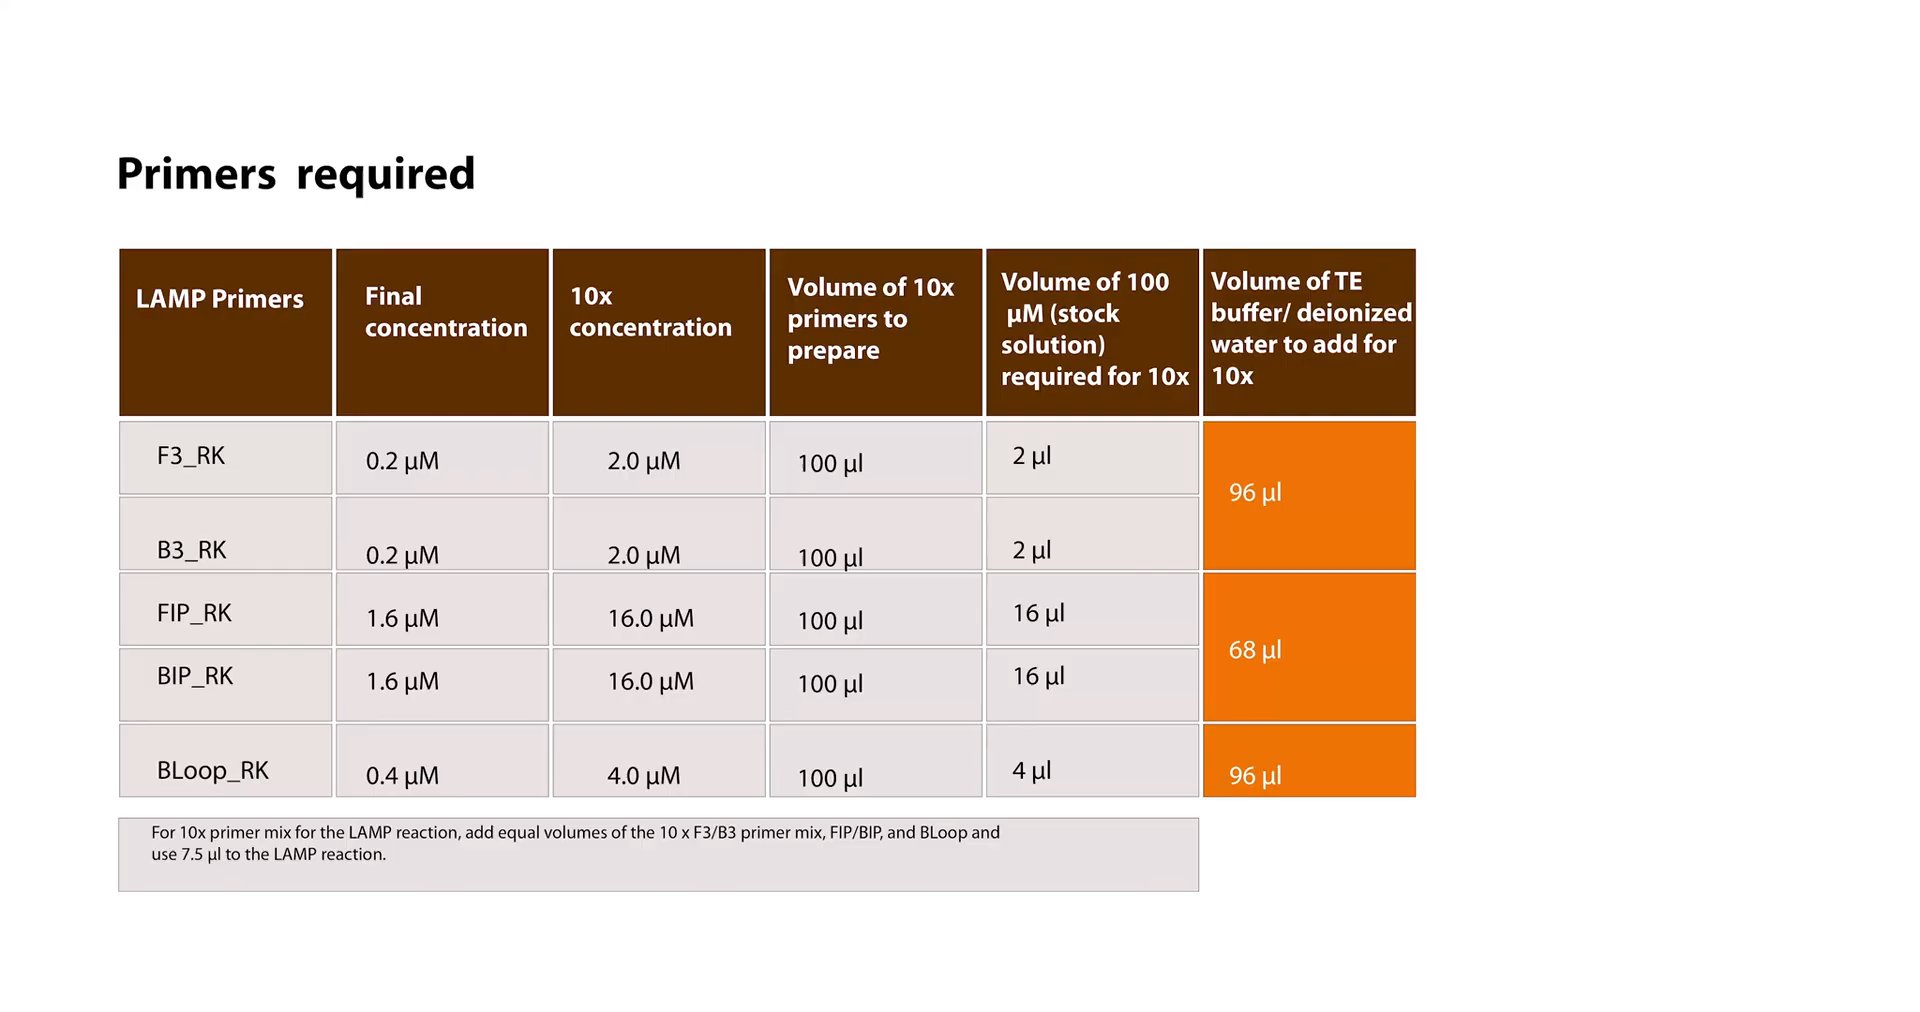 Primers required
LAMP Primers
Final
concentration
10x
concentration
Volume of 10x
primers to
prepare
Volume of 100
µM (stock
solution)
required for 10x
Volume of TE
buffer/ deionized
water to add for
10x
F3_RK
0.2 µM
2.0 µM
100 µl
2 µl
96 µl
B3_RK
0.2 µM
2.0 µM
100 µl
2 µl
FIP_RK
1.6 µM
16.0 µM
100 µl
16 µl
68 µl
BIP_RK
1.6 µM
16.0 µM
100 µl
16 µl
BLoop_RK
0.4 µM
4.0 µM
100 µl
4 µl
96 µl
For 10x primer mix for the LAMP reaction, add equal volumes of the 10 x F3/B3 primer mix, FIP/BIP, and BLoop and
use 7.5 µl to the LAMP reaction.